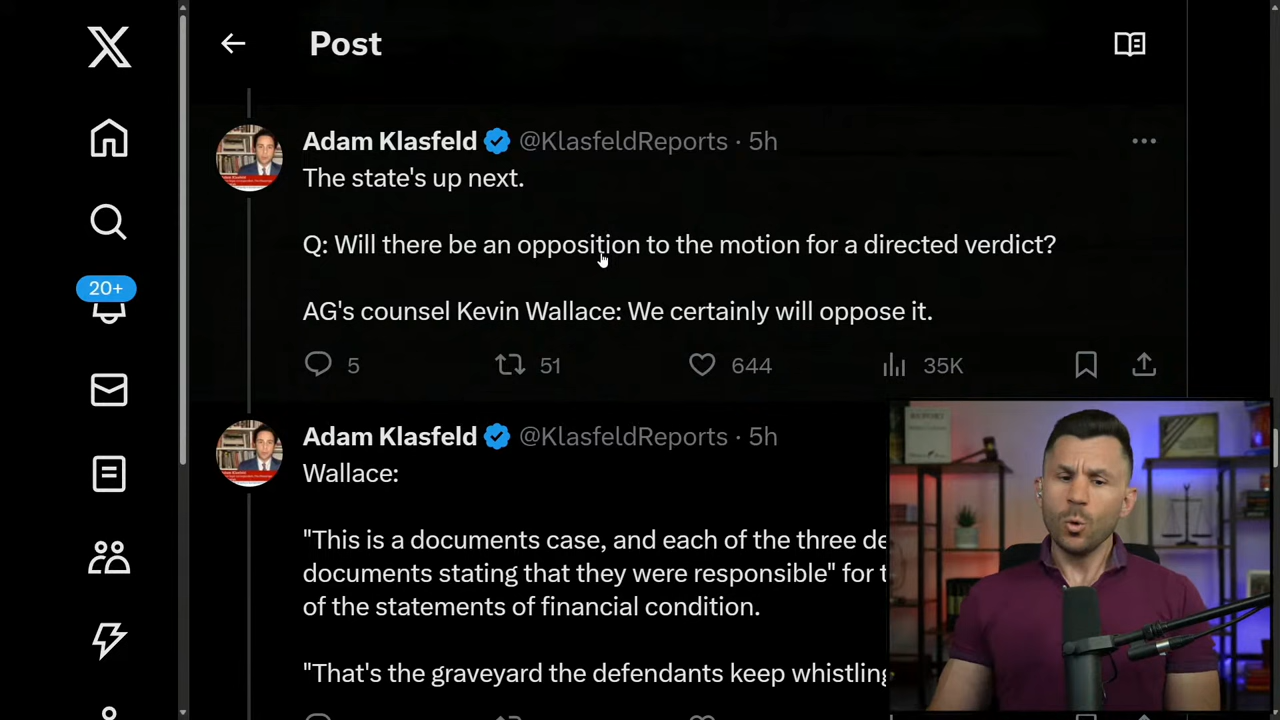 Post
Adam Klasfeld @KlasfeldReports · 5h
The state's up next.
Q: Will there be an opposition to the motion for a directed verdict?
AG's counsel Kevin Wallace: We certainly will oppose it.
5 51 644 35K
20+
Adam Klasfeld @KlasfeldReports · 5h
Wallace:
"This is a documents case, and each of the three de
documents stating that they were responsible" for t
of the statements of financial condition.
"That's the graveyard the defendants keep whistling